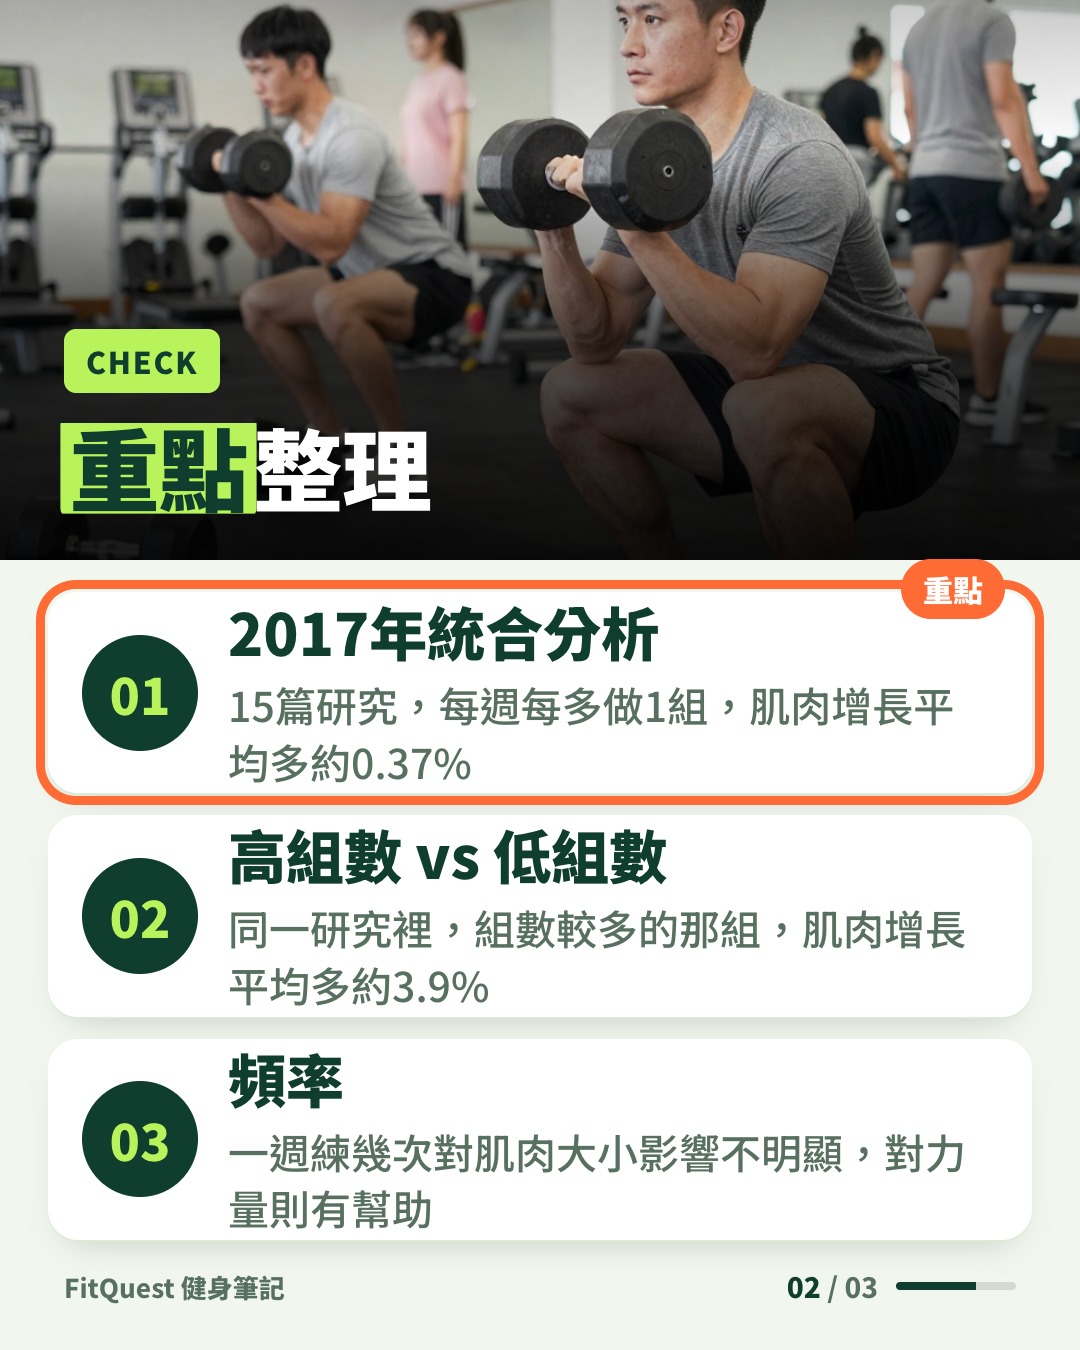 CHECK
重點整理
重點
01
2017年統合分析
15篇研究，每週每多做1組，肌肉增長平
均多約0.37%
02
高組數 vs 低組數
同一研究裡，組數較多的那組，肌肉增長
平均多約3.9%
03
頻率
一週練幾次對肌肉大小影響不明顯，對力
量則有幫助
FitQuest 健身筆記
02 / 03